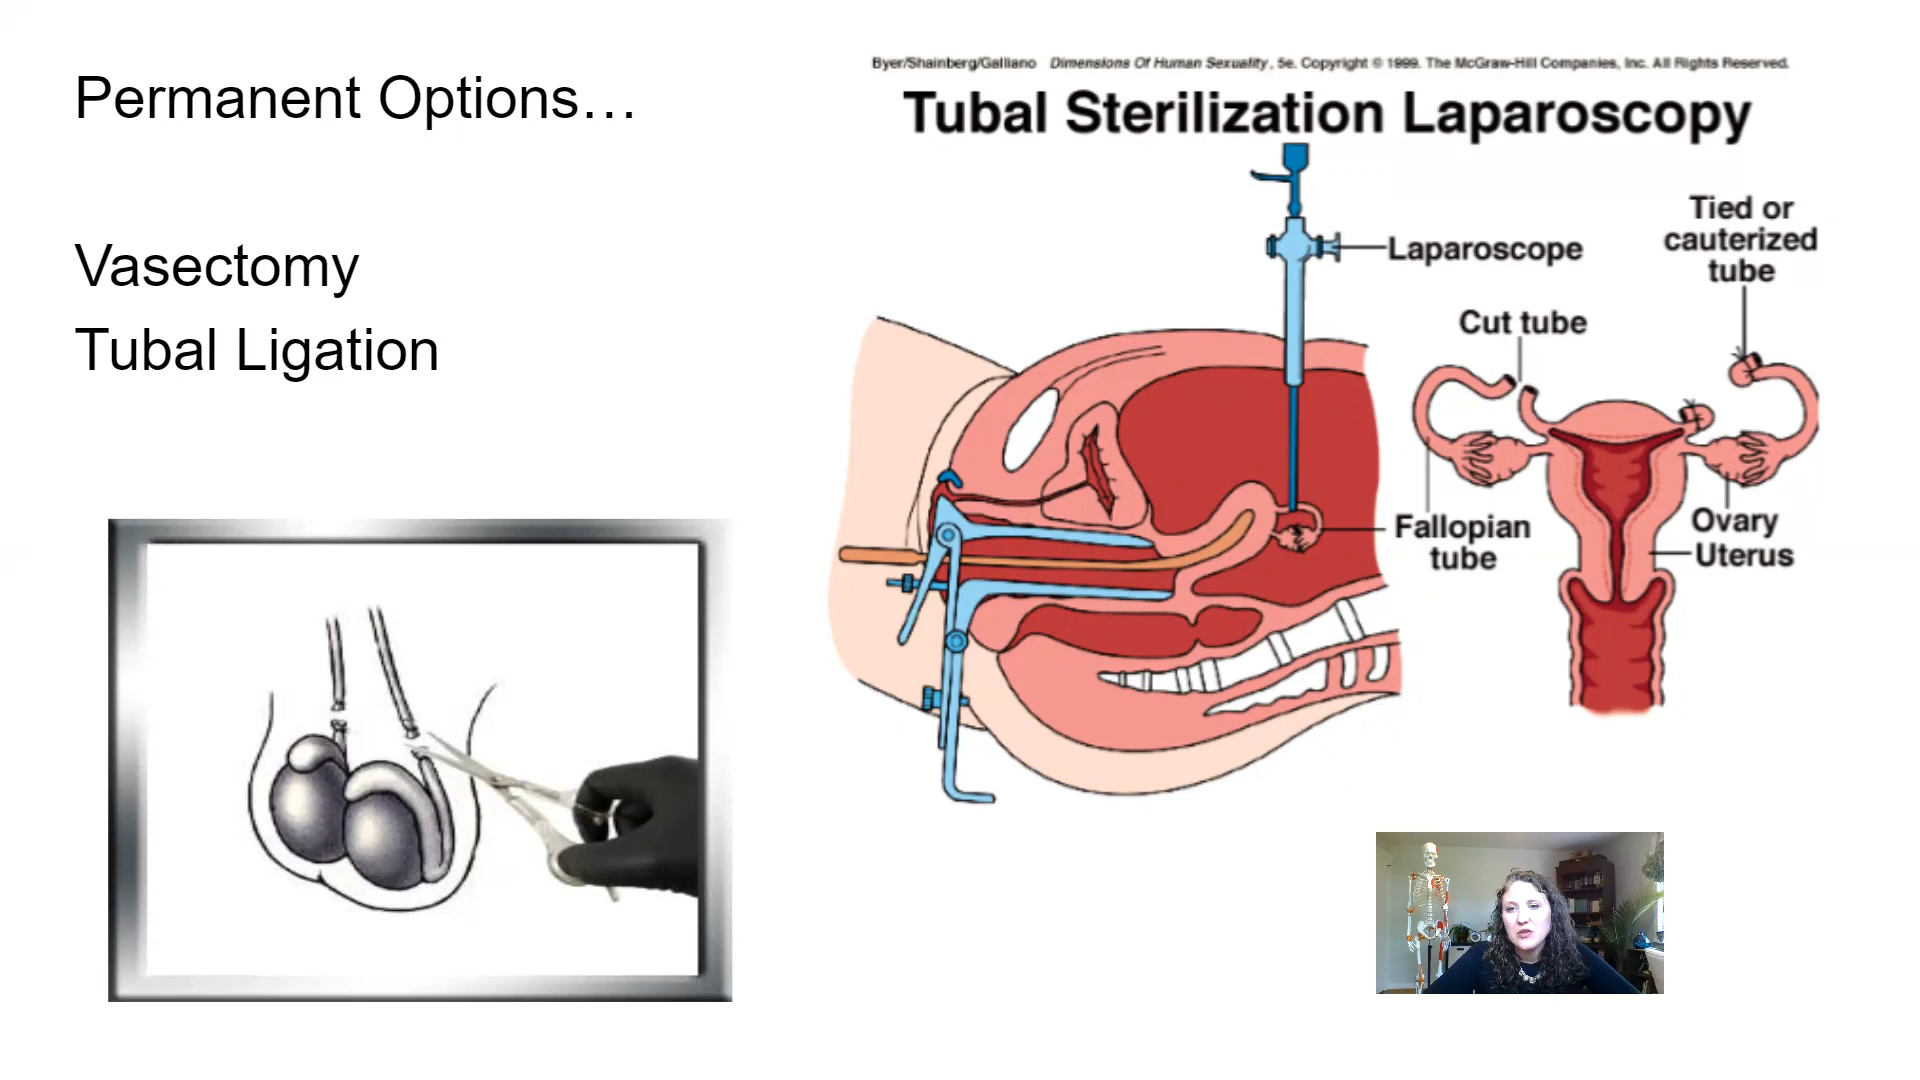 Permanent Options…
Vasectomy
Tubal Ligation
Byer/Shainberg/Galliano Dimensions Of Human Sexuality, 5e. Copyright © 1999. The McGraw-Hill Companies, Inc. All Rights Reserved.
Tubal Sterilization Laparoscopy
Laparoscope
Tied or
cauterized
tube
Cut tube
Fallopian
tube
Ovary
Uterus